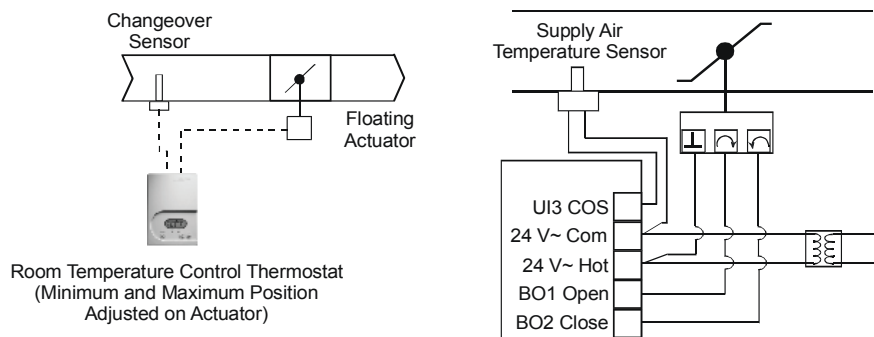 Changeover
Sensor
Floating
Actuator
Room Temperature Control Thermostat
(Minimum and Maximum Position
Adjusted on Actuator)
Supply Air
Temperature Sensor
UI3 COS
24 V~ Com
24 V~ Hot
BO1 Open
BO2 Close